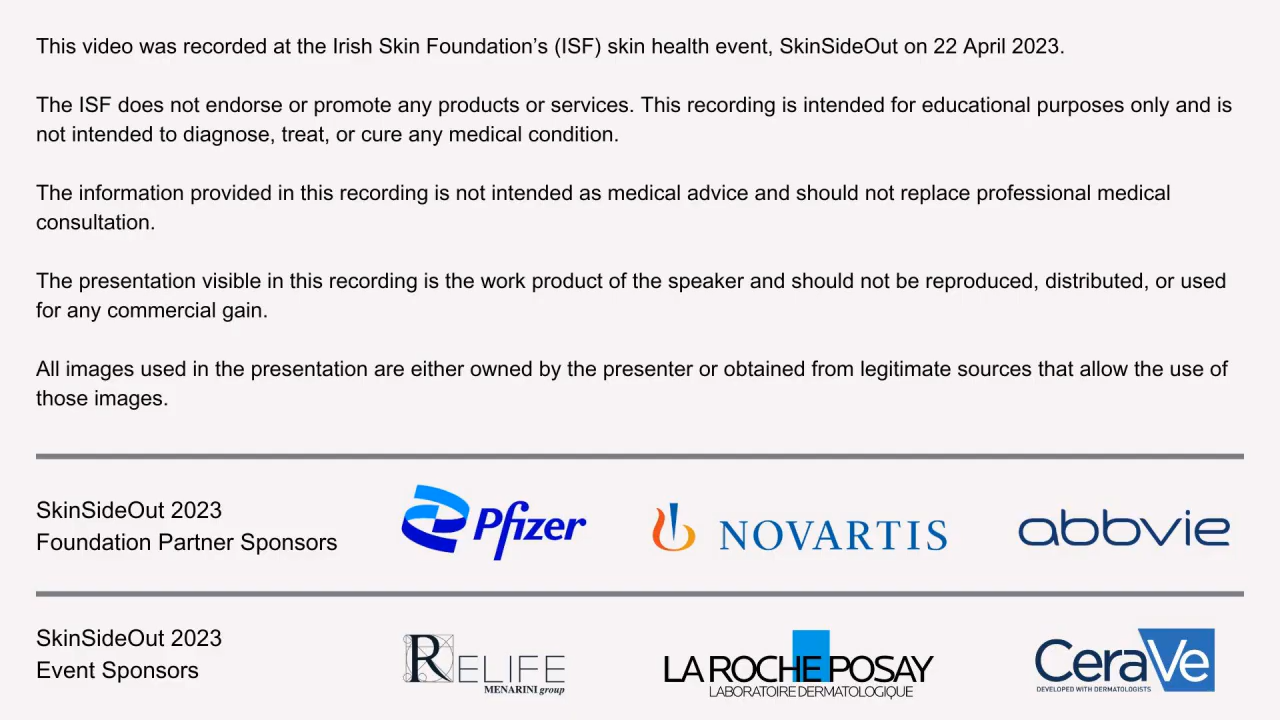 This video was recorded at the Irish Skin Foundation’s (ISF) skin health event, SkinSideOut on 22 April 2023.
The ISF does not endorse or promote any products or services. This recording is intended for educational purposes only and is
not intended to diagnose, treat, or cure any medical condition.
The information provided in this recording is not intended as medical advice and should not replace professional medical
consultation.
The presentation visible in this recording is the work product of the speaker and should not be reproduced, distributed, or used
for any commercial gain.
All images used in the presentation are either owned by the presenter or obtained from legitimate sources that allow the use of
those images.
SkinSideOut 2023
Foundation Partner Sponsors
Pfizer
NOVARTIS
abbvie
SkinSideOut 2023
Event Sponsors
RELIFE
MENARINI group
LA ROCHE POSAY
LABORATOIRE DERMATOLOGIQUE
CeraVe
DEVELOPED WITH DERMATOLOGISTS